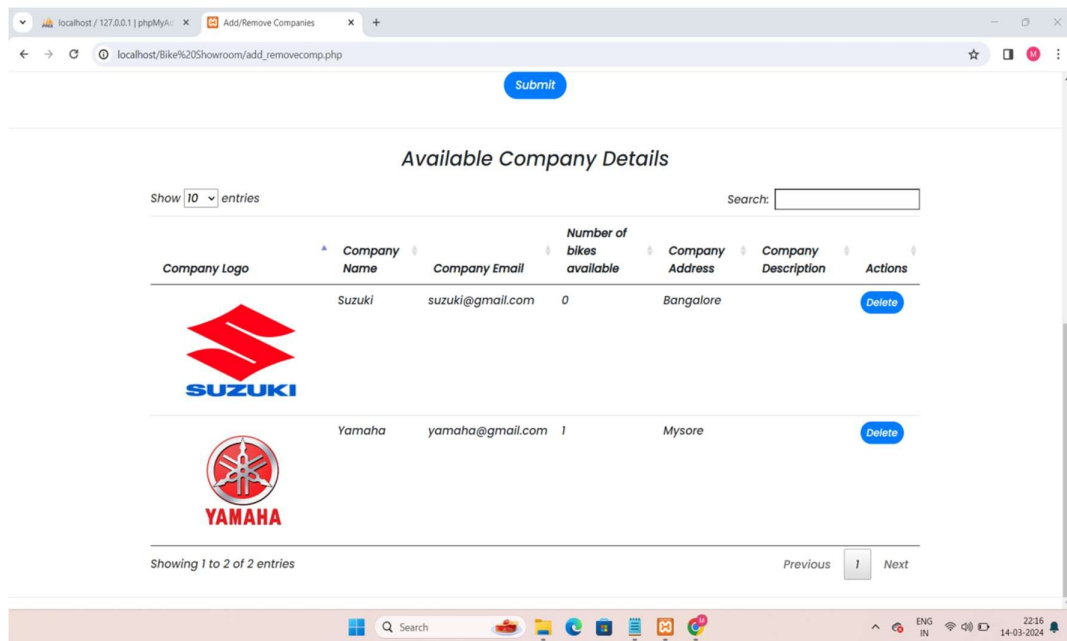 localhost / 127.0.0.1 | phpMyAd
Add/Remove Companies
localhost/Bike%20Showroom/add_removecomp.php
M
Submit
Available Company Details
Show 10 entries
Search:
Company Logo
Company Name
Company Email
Number of bikes available
Company Address
Company Description
Actions
SUZUKI
Suzuki suzuki@gmail.com 0 Bangalore Delete
YAMAHA
Yamaha yamaha@gmail.com 1 Mysore Delete
Showing 1 to 2 of 2 entries
Previous 1 Next
Search
ENG
IN
22:16
14-03-2024